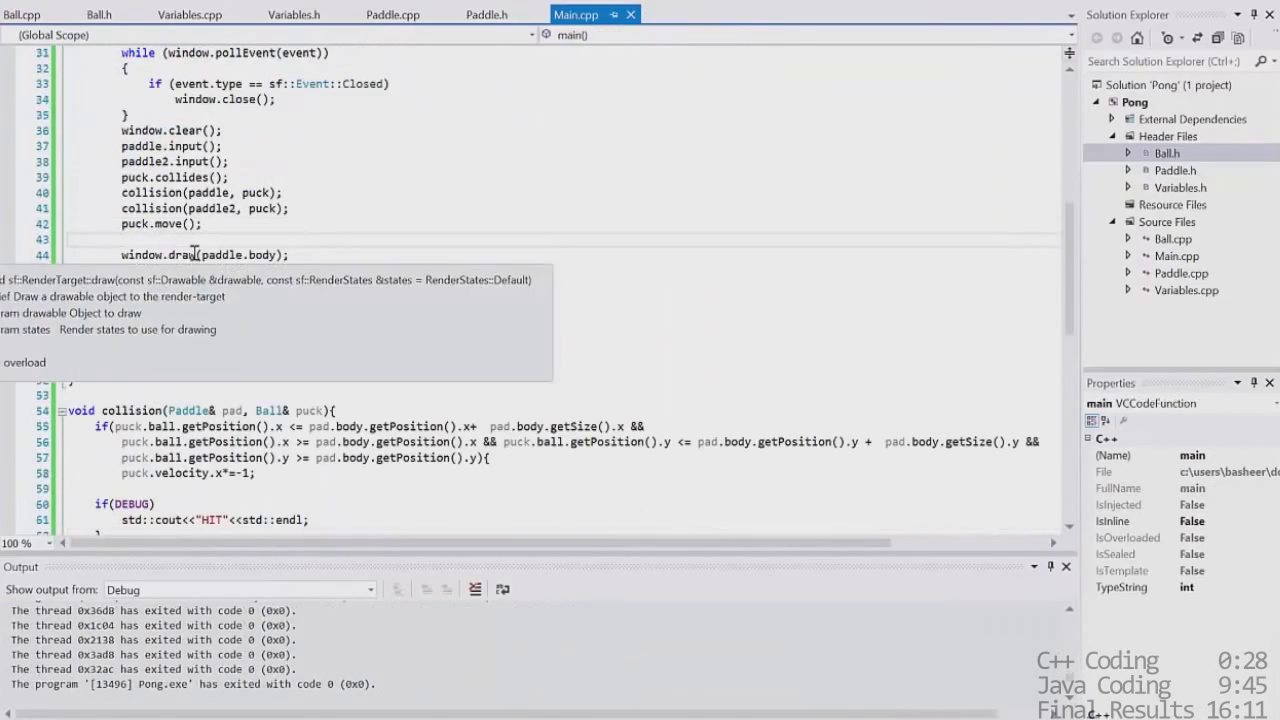 Ball.cpp Ball.h Variables.cpp Variables.h Paddle.cpp Paddle.h Main.cpp
(Global Scope) main()
31 while (window.pollEvent(event))
32 {
33 if (event.type == sf::Event::Closed)
34 window.close();
35 }
36 window.clear();
37 paddle.input();
38 paddle2.input();
39 puck.collides();
40 collision(paddle, puck);
41 collision(paddle2, puck);
42 puck.move();
43
44 window.draw(paddle.body);
d sf::RenderTarget::draw(const sf::Drawable &drawable, const sf::RenderStates &states = RenderStates::Default)
ief Draw a drawable object to the render-target
ram drawable Object to draw
ram states Render states to use for drawing
overload
53
54 void collision(Paddle& pad, Ball& puck){
55 if(puck.ball.getPosition().x <= pad.body.getPosition().x+ pad.body.getSize().x &&
56 puck.ball.getPosition().x >= pad.body.getPosition().x && puck.ball.getPosition().y <= pad.body.getPosition().y + pad.body.getSize().y &&
57 puck.ball.getPosition().y >= pad.body.getPosition().y){
58 puck.velocity.x*=-1;
59
60 if(DEBUG)
61 std::cout<<"HIT"<<std::endl;
100 %
Output
Show output from: Debug
The thread 0x36d8 has exited with code 0 (0x0).
The thread 0x1c04 has exited with code 0 (0x0).
The thread 0x2138 has exited with code 0 (0x0).
The thread 0x3ad8 has exited with code 0 (0x0).
The thread 0x32ac has exited with code 0 (0x0).
The program '[13496] Pong.exe' has exited with code 0 (0x0).
Solution Explorer
Search Solution Explorer (Ctrl+;)
Solution 'Pong' (1 project)
Pong
External Dependencies
Header Files
Ball.h
Paddle.h
Variables.h
Resource Files
Source Files
Ball.cpp
Main.cpp
Paddle.cpp
Variables.cpp
Properties
main VCCodeFunction
C++
(Name) main
File c:\users\basheer\do
FullName main
IsInjected False
IsInline False
IsOverloaded False
IsSealed False
IsTemplate False
TypeString int
C++
C++ Coding 0:28
Java Coding 9:45
Final Results 16:11